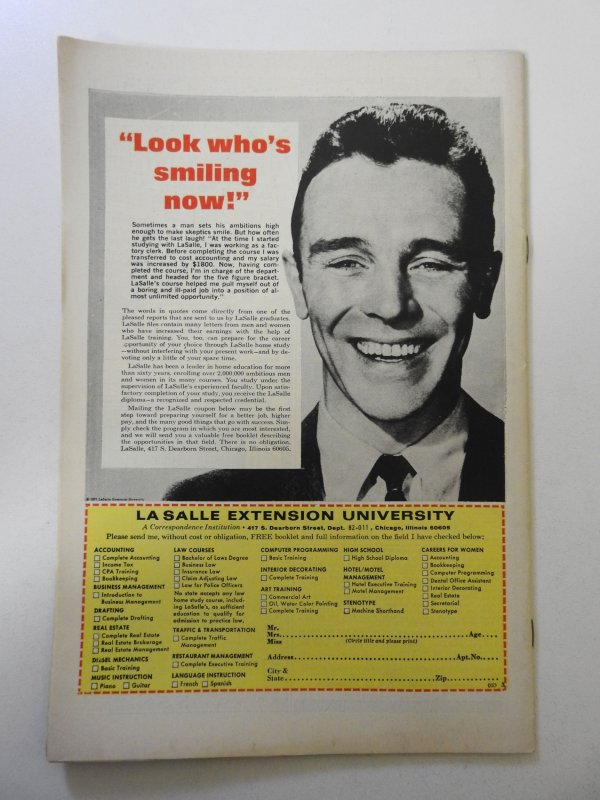 “Look who's
smiling
now!”
Sometimes a man sets his ambitions high
enough to make skeptics smile. But how often
he gets the last laugh! “At the time I started
studying with LaSalle, I was working as a fac-
tory clerk. Before completing the course I was
transferred to cost accounting and my salary
was increased by $1800. Now, having com-
pleted the course, I'm in charge of the depart-
ment and headed for the five figure bracket.
LaSalle's course helped me pull myself out of
a boring and ill-paid job into a position of al-
most unlimited opportunity.”
The words in quotes come directly from one of the
pleased reports that are sent to us by LaSalle graduates.
LaSalle files contain many letters from men and women
who have increased their earnings with the help of
LaSalle training. You, too, can prepare for the career
opportunity of your choice through LaSalle home study
—without interfering with your present work—and by de-
voting only a little of your spare time.
LaSalle has been a leader in home education for more
than sixty years, enrolling over 2,000,000 ambitious men
and women in its many courses. You study under the
supervision of LaSalle's experienced faculty. Upon satis-
factory completion of your study, you receive the LaSalle
diploma—a recognized and respected credential.
Mailing the LaSalle coupon below may be the first
step toward preparing yourself for a better job, higher
pay, and the many good things that go with success. Sim-
ply check the program in which you are most interested,
and we will send you a valuable free booklet describing
the opportunities in that field. There is no obligation.
LaSalle, 417 S. Dearborn Street, Chicago, Illinois 60605.
© 1971 LaSalle Extension University
LA SALLE EXTENSION UNIVERSITY
A Correspondence Institution • 417 S. Dearborn Street, Dept. 82-011, Chicago, Illinois 60605
Please send me, without cost or obligation, FREE booklet and full information on the field I have checked below:
ACCOUNTING
Complete Accounting
Income Tax
CPA Training
Bookkeeping
BUSINESS MANAGEMENT
Introduction to
Business Management
DRAFTING
Complete Drafting
REAL ESTATE
Complete Real Estate
Real Estate Brokerage
Real Estate Management
DIESEL MECHANICS
Basic Training
MUSIC INSTRUCTION
Piano Guitar
LAW COURSES
Bachelor of Laws Degree
Business Law
Insurance Law
Claim Adjusting Law
Law for Police Officers
No state accepts any law
home study course, includ-
ing LaSalle's, as sufficient
education to qualify for
admission to practice law.
TRAFFIC & TRANSPORTATION
Complete Traffic
Management
RESTAURANT MANAGEMENT
Complete Executive Training
LANGUAGE INSTRUCTION
French Spanish
COMPUTER PROGRAMMING
Basic Training
INTERIOR DECORATING
Complete Training
ART TRAINING
Commercial Art
Oil, Water Color Painting
Complete Training
HIGH SCHOOL
High School Diploma
HOTEL/MOTEL
MANAGEMENT
Hotel Executive Training
Motel Management
STENOTYPE
Machine Shorthand
CAREERS FOR WOMEN
Accounting
Bookkeeping
Computer Programming
Dental Office Assistant
Interior Decorating
Real Estate
Secretarial
Stenotype
Mr.
Mrs. Age
Miss (Circle title and please print)
Address Apt.No.
City &
State Zip